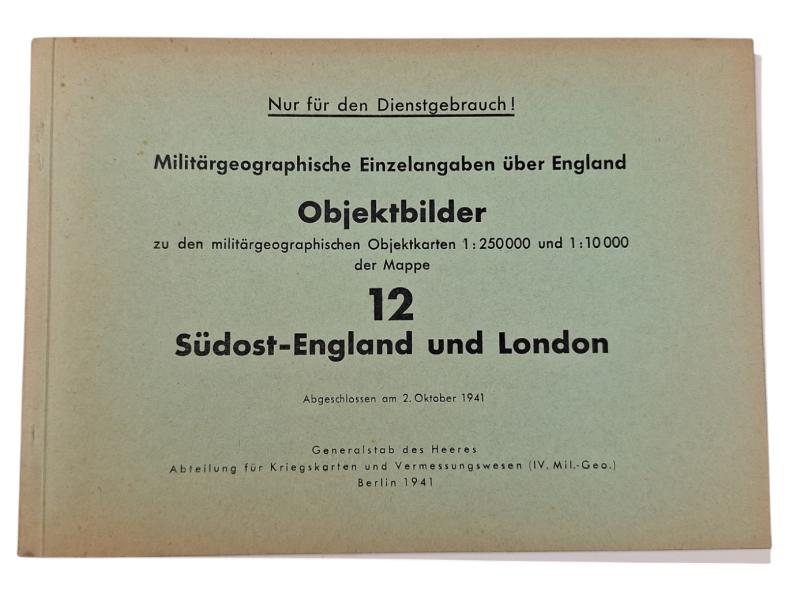 Nur für den Dienstgebrauch!
Militärgeographische Einzelangaben über England
Objektbilder
zu den militärgeographischen Objektkarten 1:250000 und 1:10000
der Mappe
12
Südost-England und London
Abgeschlossen am 2. Oktober 1941
Generalstab des Heeres
Abteilung für Kriegskarten und Vermessungswesen (IV. Mil.-Geo.)
Berlin 1941